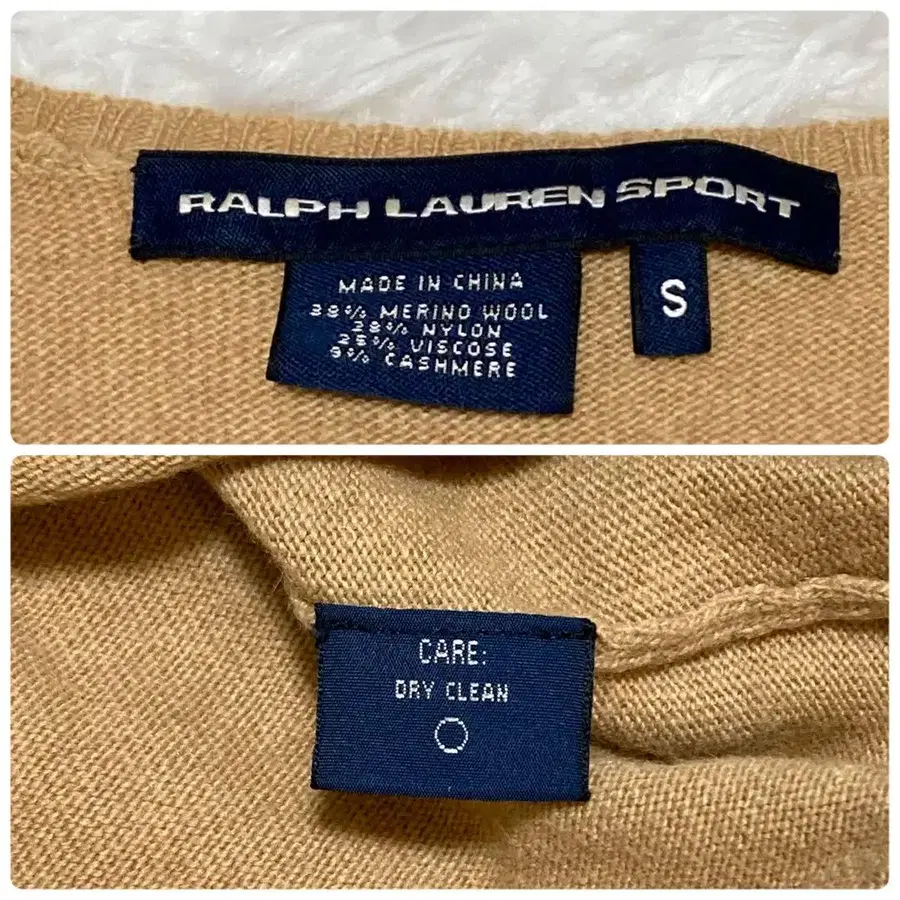 RALPH LAUREN SPORT
S
MADE IN CHINA
38% MERINO WOOL
28% NYLON
25% VISCOSE
9% CASHMERE
CARE:
DRY CLEAN